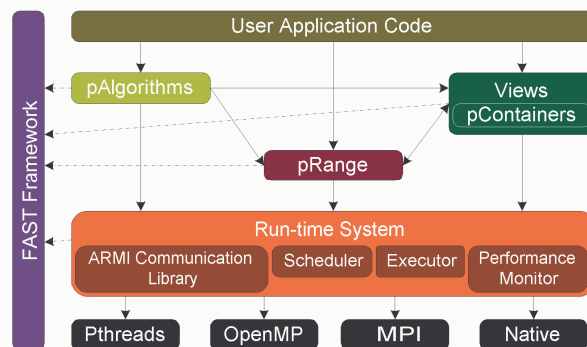 User Application Code
FAST Framework
pAlgorithms
Views
pContainers
pRange
Run-time System
ARMI Communication
Library
Scheduler
Executor
Performance
Monitor
Pthreads
OpenMP
MPI
Native